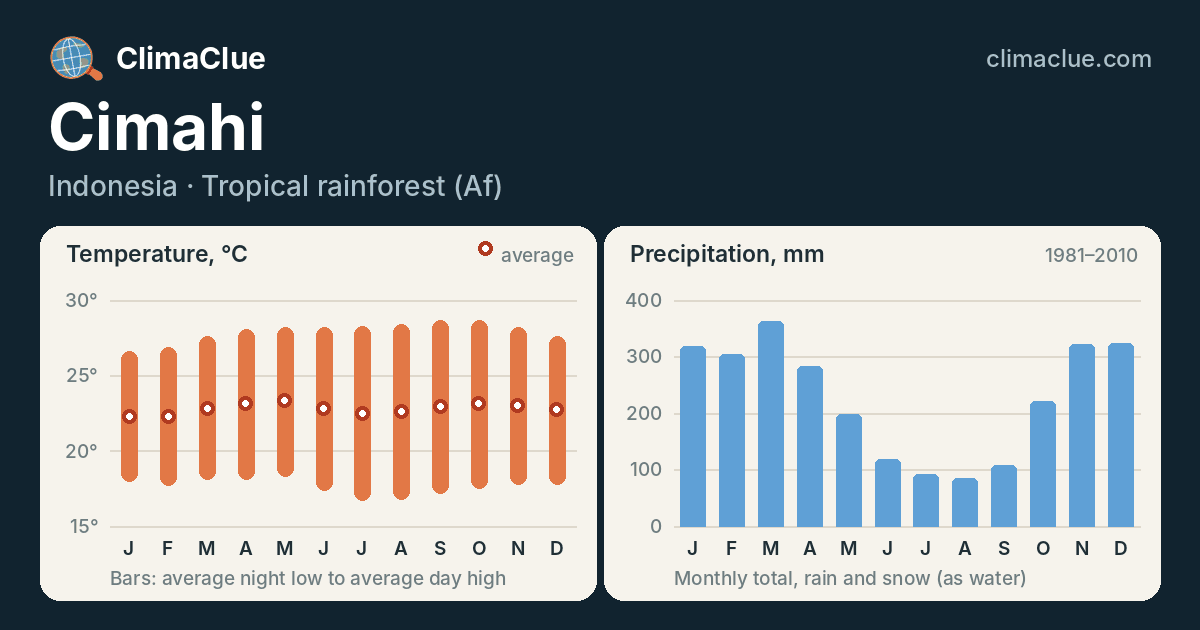 ClimaClue
climaclue.com
Cimahi
Indonesia · Tropical rainforest (Af)
Temperature, °C
average
30°
25°
20°
15°
J F M A M J J A S O N D
Bars: average night low to average day high
Precipitation, mm
1981–2010
400
300
200
100
0
J F M A M J J A S O N D
Monthly total, rain and snow (as water)